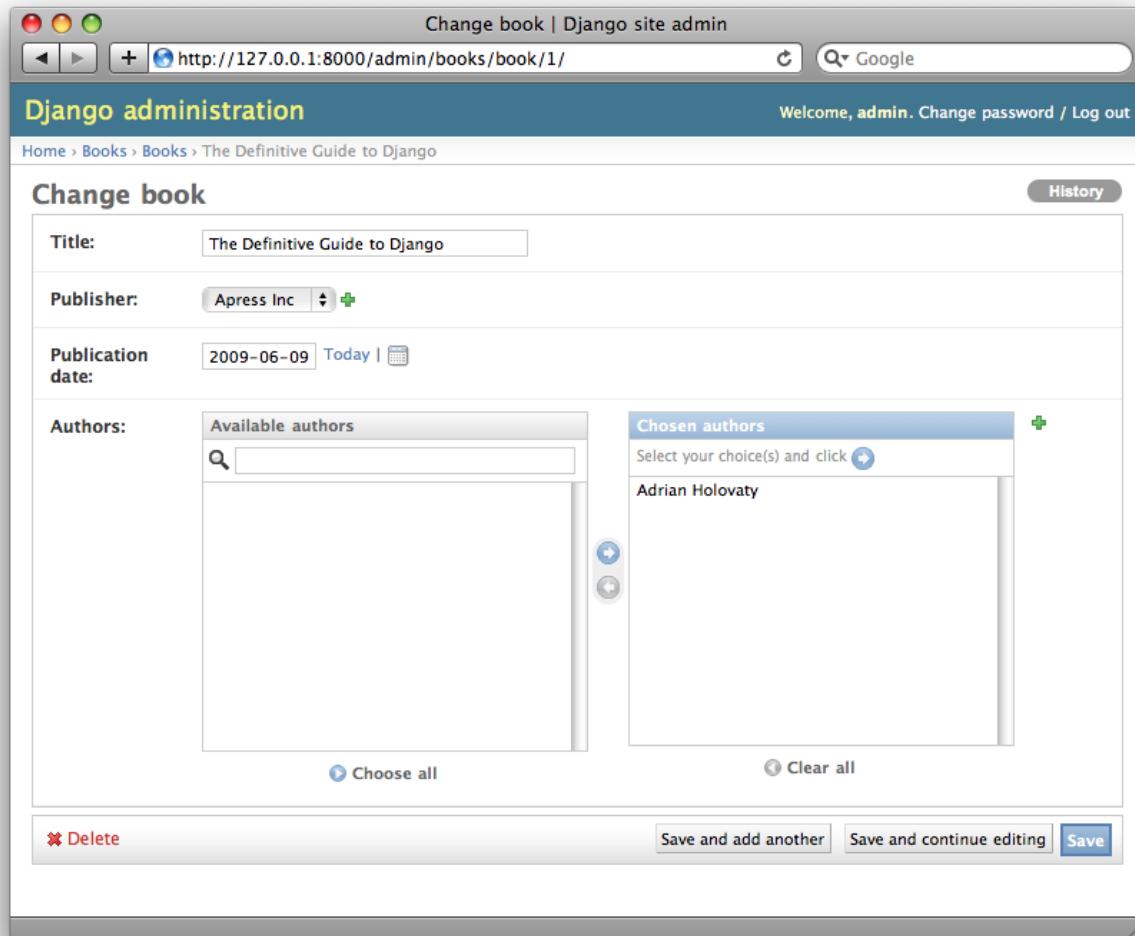 Change book | Django site admin
http://127.0.0.1:8000/admin/books/book/1/
Google
Django administration
Welcome, admin. Change password / Log out
Home › Books › Books › The Definitive Guide to Django
Change book
History
Title:
The Definitive Guide to Django
Publisher:
Apress Inc
Publication date:
2009-06-09
Today |
Authors:
Available authors
Chosen authors
Select your choice(s) and click
Adrian Holovaty
Choose all
Clear all
Delete
Save and add another
Save and continue editing
Save